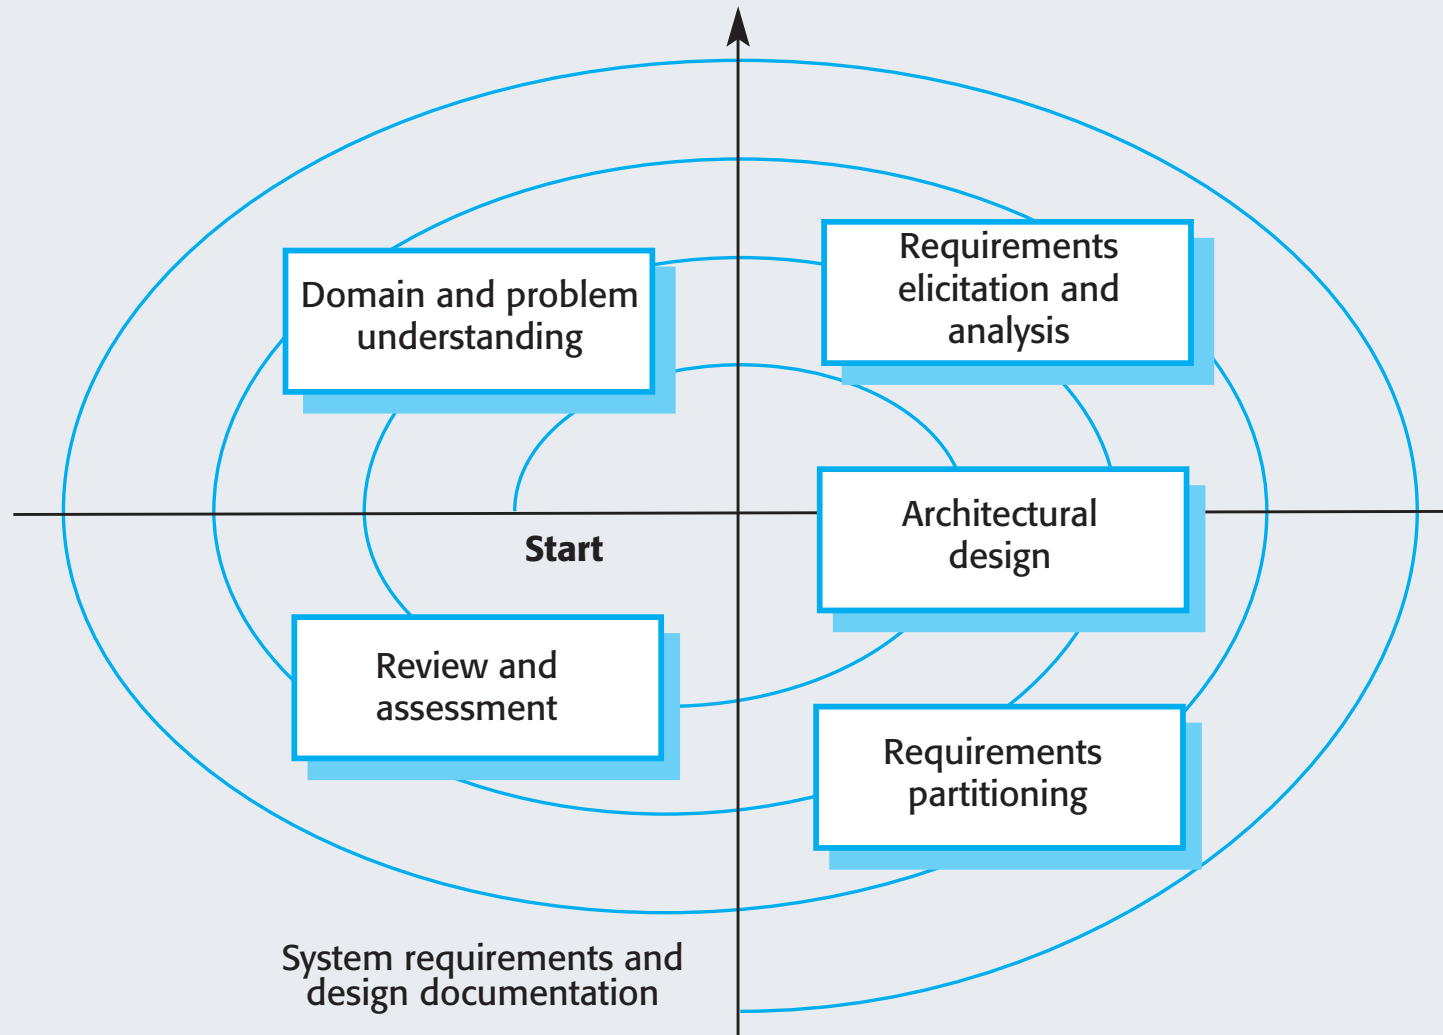 Domain and problem
understanding
Requirements
elicitation and
analysis
Architectural
design
Start
Review and
assessment
Requirements
partitioning
System requirements and
design documentation